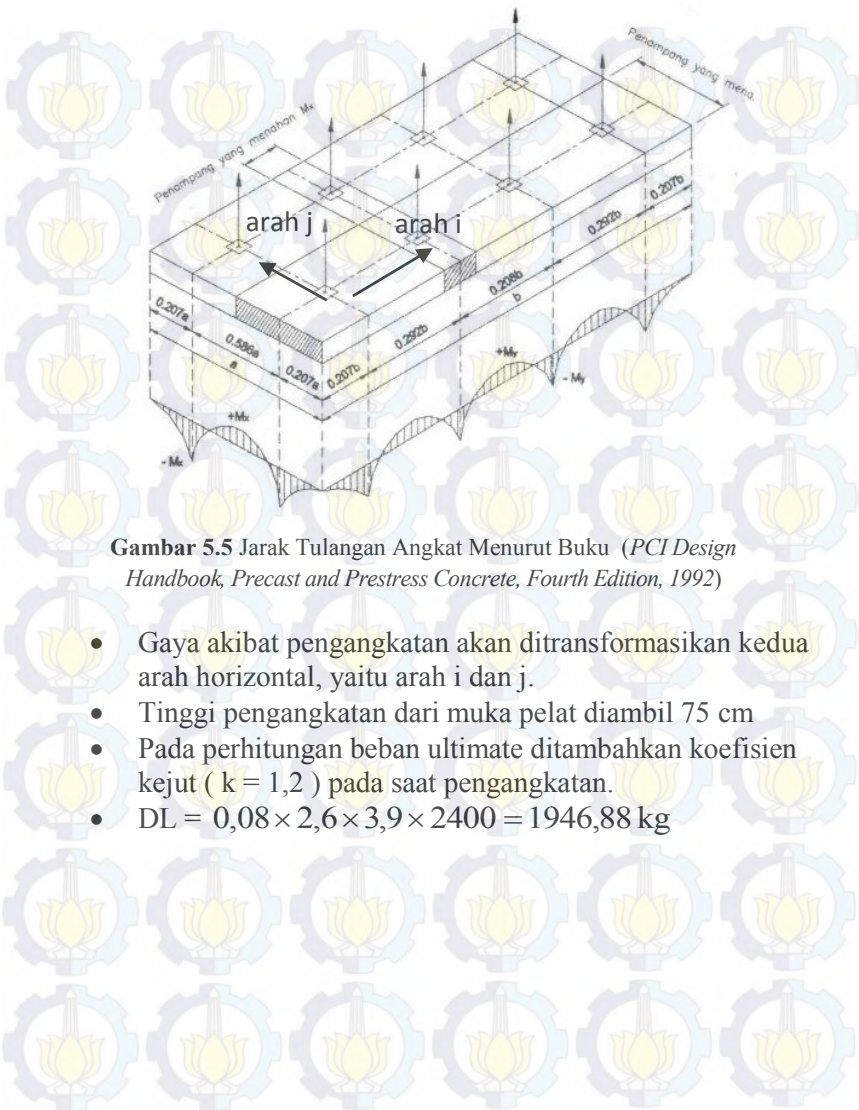 Penampang yang mena.
Penampang yang menahan Mx
arah j
arah i
0.207b
0.292b
0.208b
b
0.292b
0.207b
0.207a
0.586a
0.207a
a
+Mx
- Mx
+My
- My
Gambar 5.5 Jarak Tulangan Angkat Menurut Buku (PCI Design
Handbook, Precast and Prestress Concrete, Fourth Edition, 1992)
• Gaya akibat pengangkatan akan ditransformasikan kedua
arah horizontal, yaitu arah i dan j.
• Tinggi pengangkatan dari muka pelat diambil 75 cm
• Pada perhitungan beban ultimate ditambahkan koefisien
kejut ( k = 1,2 ) pada saat pengangkatan.
• DL = 0,08 × 2,6 × 3,9 × 2400 = 1946,88 kg